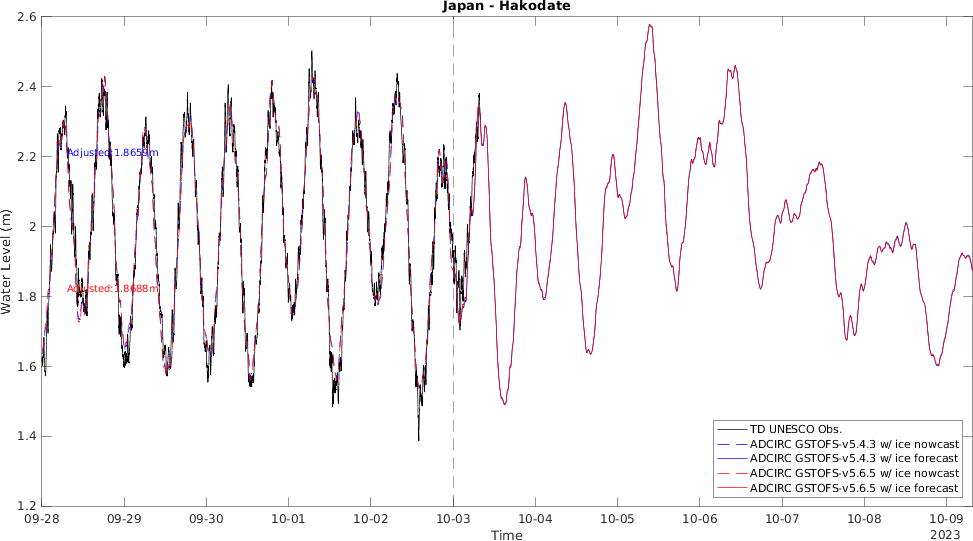 Japan - Hakodate
Water Level (m)
2.6
2.4
2.2
2
1.8
1.6
1.4
1.2
Adjusted:1.8659m
Adjusted:1.8688m
TD UNESCO Obs.
ADCIRC GSTOFS-v5.4.3 w/ ice nowcast
ADCIRC GSTOFS-v5.4.3 w/ ice forecast
ADCIRC GSTOFS-v5.6.5 w/ ice nowcast
ADCIRC GSTOFS-v5.6.5 w/ ice forecast
09-28 09-29 09-30 10-01 10-02 10-03 10-04 10-05 10-06 10-07 10-08 10-09
2023
Time